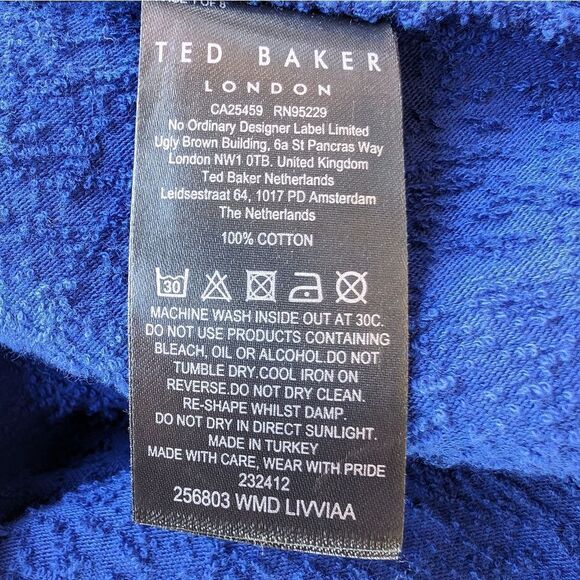 TED BAKER
LONDON
CA25459 RN95229
No Ordinary Designer Label Limited
Ugly Brown Building, 6a St Pancras Way
London NW1 0TB. United Kingdom
Ted Baker Netherlands
Leidsestraat 64, 1017 PD Amsterdam
The Netherlands
100% COTTON
30
MACHINE WASH INSIDE OUT AT 30C.
DO NOT USE PRODUCTS CONTAINING
BLEACH, OIL OR ALCOHOL.DO NOT
TUMBLE DRY.COOL IRON ON
REVERSE.DO NOT DRY CLEAN.
RE-SHAPE WHILST DAMP.
DO NOT DRY IN DIRECT SUNLIGHT.
MADE IN TURKEY
MADE WITH CARE, WEAR WITH PRIDE
232412
256803 WMD LIVVIAA